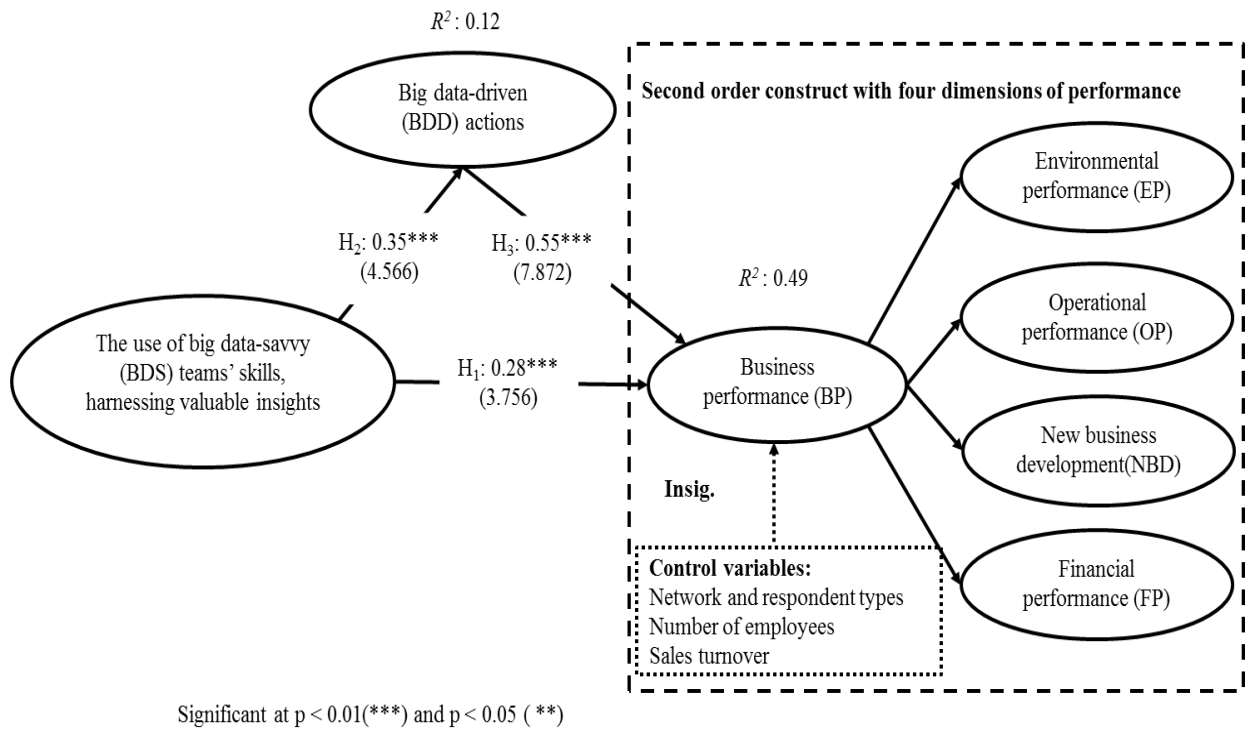 R² : 0.12
Big data-driven
(BDD) actions
Second order construct with four dimensions of performance
Environmental
performance (EP)
H₂: 0.35***
(4.566)
H₃: 0.55***
(7.872)
R² : 0.49
Operational
performance (OP)
The use of big data-savvy
(BDS) teams’ skills,
harnessing valuable insights
H₁: 0.28***
(3.756)
Business
performance (BP)
New business
development(NBD)
Insig.
Control variables:
Network and respondent types
Number of employees
Sales turnover
Financial
performance (FP)
Significant at p < 0.01(***) and p < 0.05 ( **)